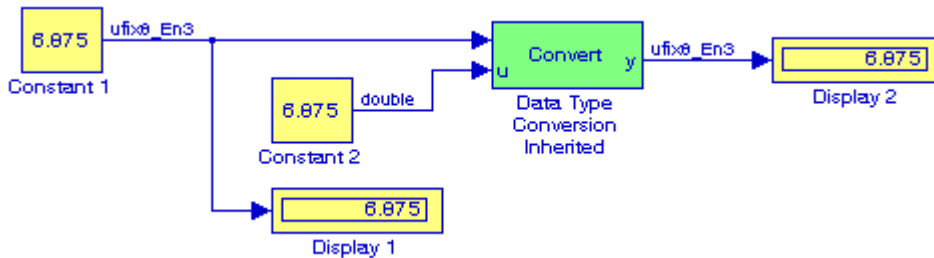 6.875
ufix8_En3
Constant 1
6.875
double
Constant 2
Convert
u
y
Data Type
Conversion
Inherited
ufix8_En3
6.875
Display 2
6.875
Display 1